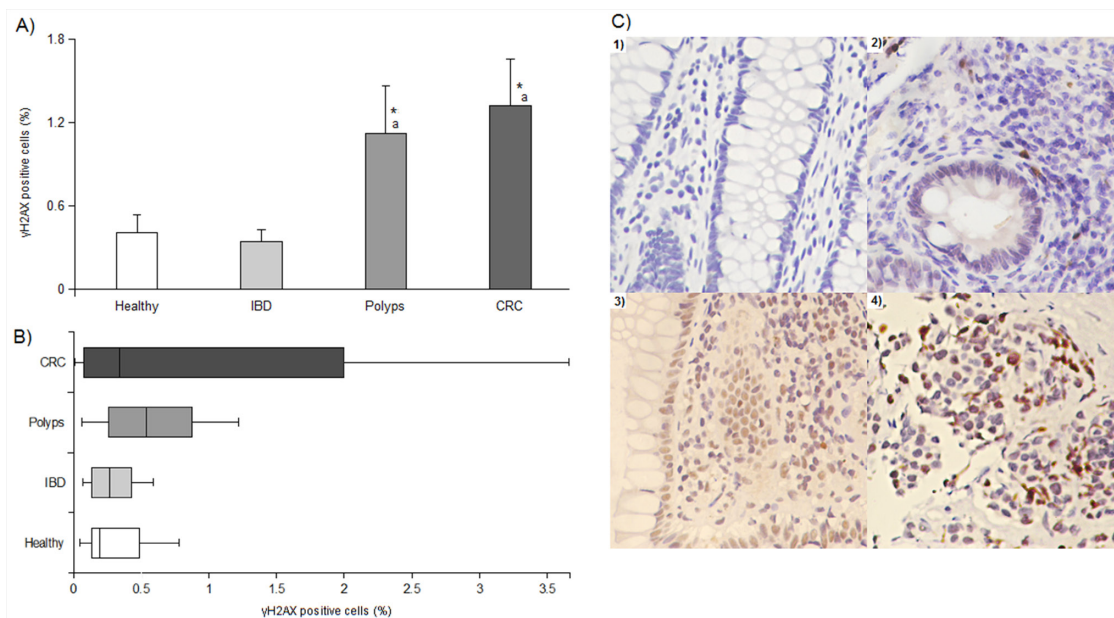 A)
1.8
1.2
0.6
0
γH2AX positive cells (%)
*
a
*
a
Healthy IBD Polyps CRC
B)
CRC
Polyps
IBD
Healthy
0 0.5 1 1.5 2 2.5 3 3.5
γH2AX positive cells (%)
C)
1)
2)
3)
4)